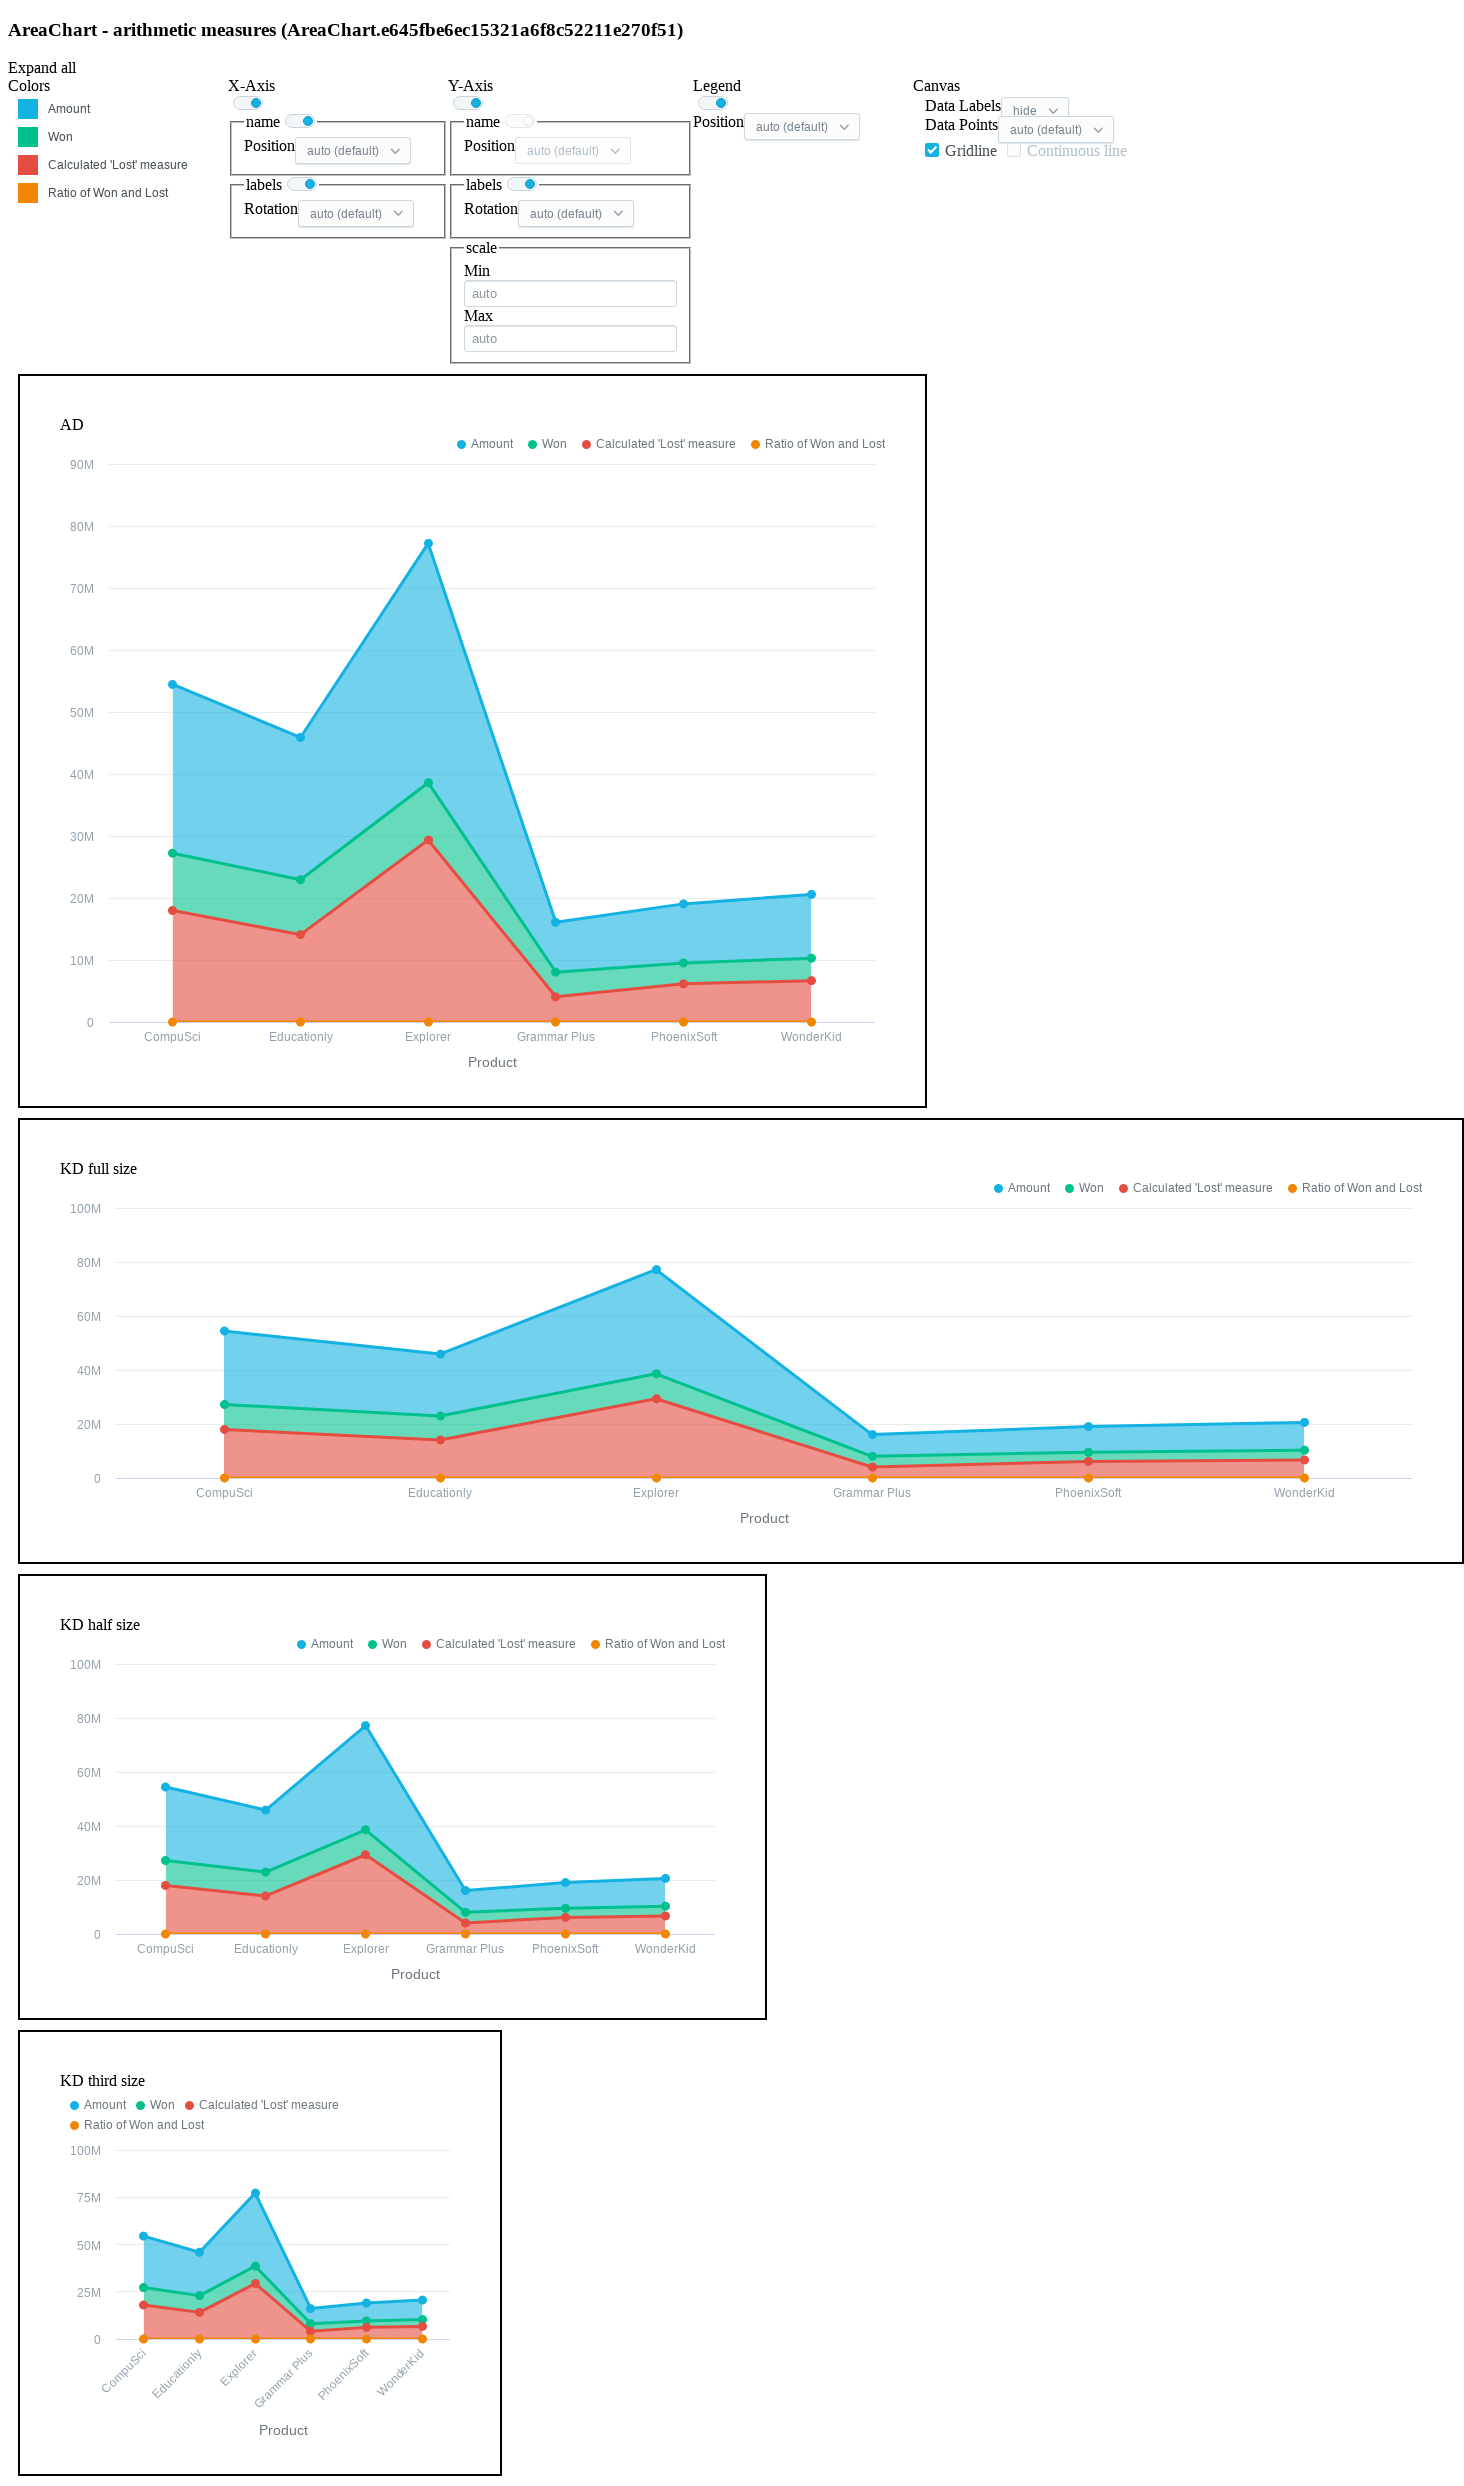 AreaChart - arithmetic measures (AreaChart.e645fbe6ec15321a6f8c52211e270f51)
Expand all
Colors
Amount
Won
Calculated 'Lost' measure
Ratio of Won and Lost
X-Axis
name
Position auto (default)
labels
Rotation auto (default)
Y-Axis
name
Position auto (default)
labels
Rotation auto (default)
scale
Min
auto
Max
auto
Legend
Position auto (default)
Canvas
Data Labels hide
Data Points auto (default)
Gridline Continuous line
AD
Amount Won Calculated 'Lost' measure Ratio of Won and Lost
90M
80M
70M
60M
50M
40M
30M
20M
10M
0
CompuSci Educationly Explorer Grammar Plus PhoenixSoft WonderKid
Product
KD full size
Amount Won Calculated 'Lost' measure Ratio of Won and Lost
100M
80M
60M
40M
20M
0
CompuSci Educationly Explorer Grammar Plus PhoenixSoft WonderKid
Product
KD half size
Amount Won Calculated 'Lost' measure Ratio of Won and Lost
100M
80M
60M
40M
20M
0
CompuSci Educationly Explorer Grammar Plus PhoenixSoft WonderKid
Product
KD third size
Amount Won Calculated 'Lost' measure
Ratio of Won and Lost
100M
75M
50M
25M
0
CompuSci Educationly Explorer Grammar Plus PhoenixSoft WonderKid
Product